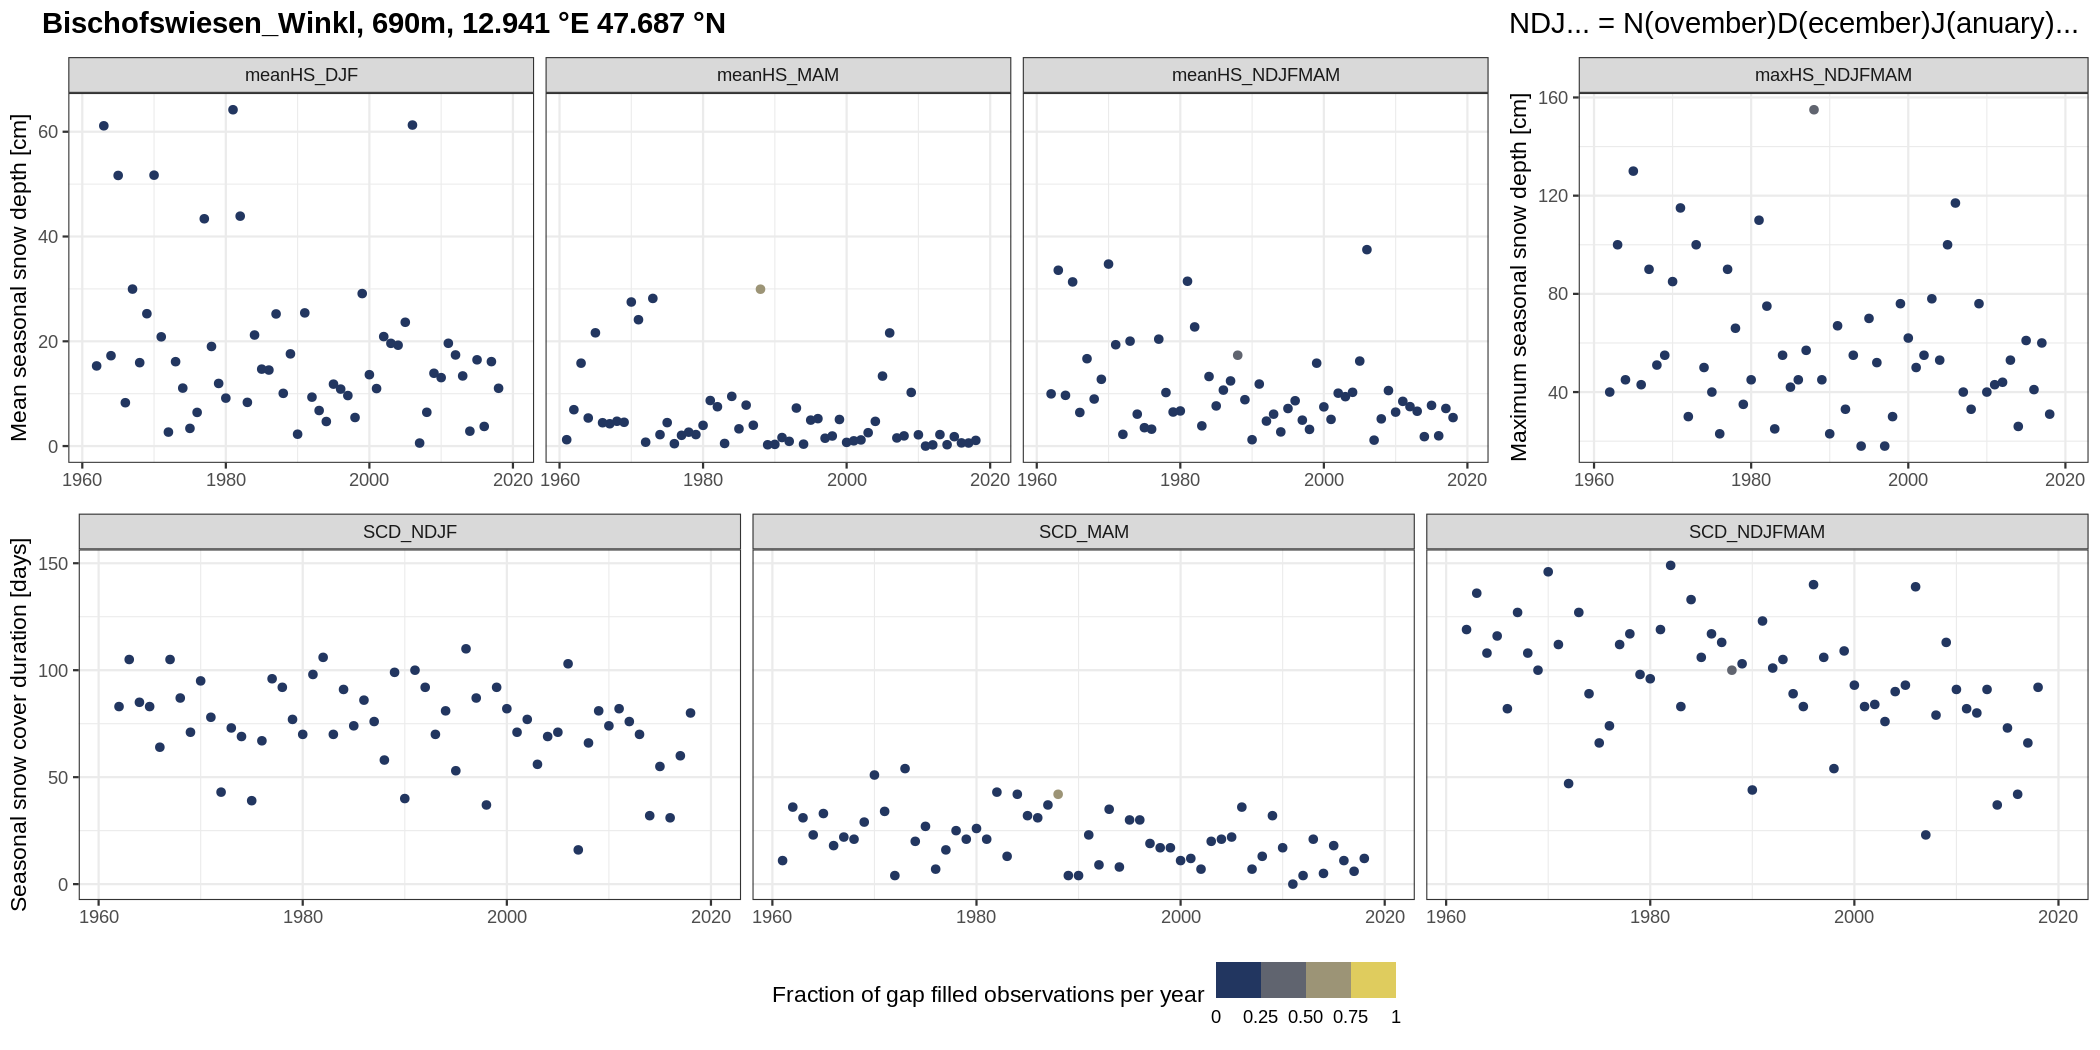 Bischofswiesen_Winkl, 690m, 12.941 °E 47.687 °N
NDJ... = N(ovember)D(ecember)J(anuary)...
meanHS_DJF
meanHS_MAM
meanHS_NDJFMAM
maxHS_NDJFMAM
Mean seasonal snow depth [cm]
60
40
20
0
1960 1980 2000 2020
1960 1980 2000 2020
1960 1980 2000 2020
Maximum seasonal snow depth [cm]
160
120
80
40
1960 1980 2000 2020
SCD_NDJF
SCD_MAM
SCD_NDJFMAM
Seasonal snow cover duration [days]
150
100
50
0
1960 1980 2000 2020
1960 1980 2000 2020
1960 1980 2000 2020
Fraction of gap filled observations per year
0 0.25 0.50 0.75 1